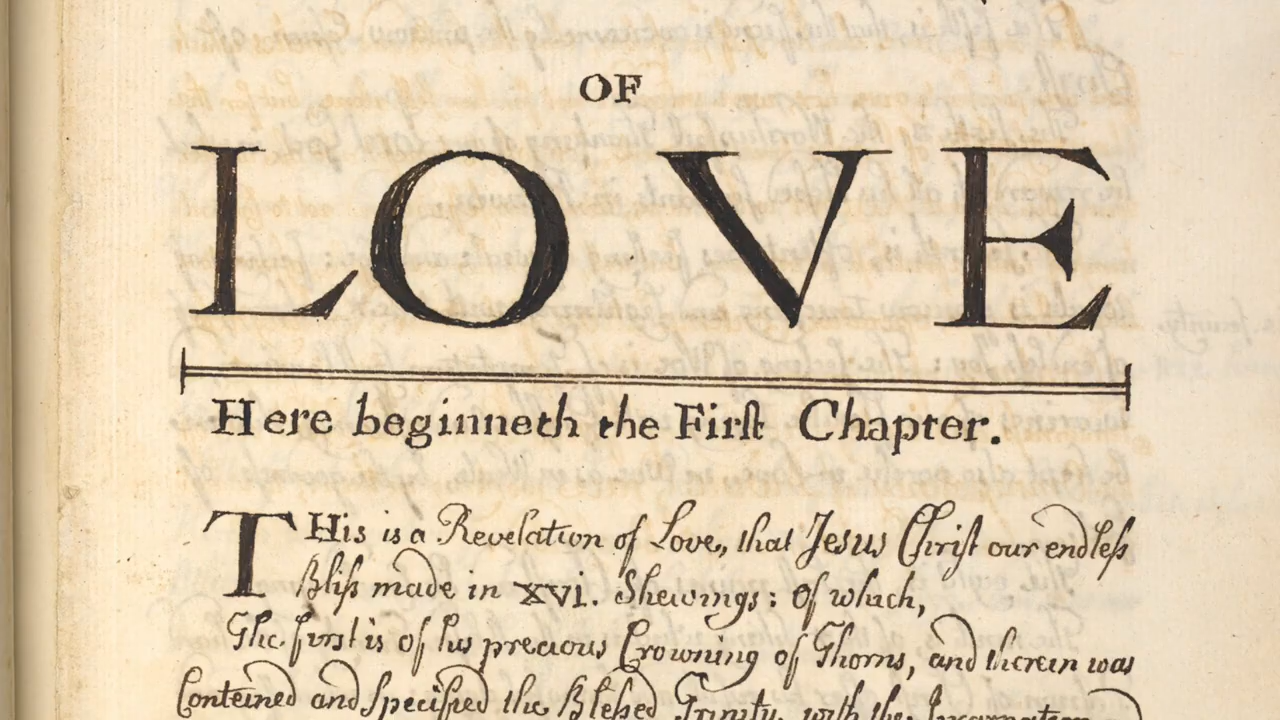 OF
LOVE
Here beginneth the First Chapter.
THis is a Revelation of Love, that Jesus Christ our endless
Bliss made in XVI. Shewings: Of which,
The first is of his precious Crowning of Thorns, and therein was
Conteined and Specified the Blessed Trinity, with the Incarnation and